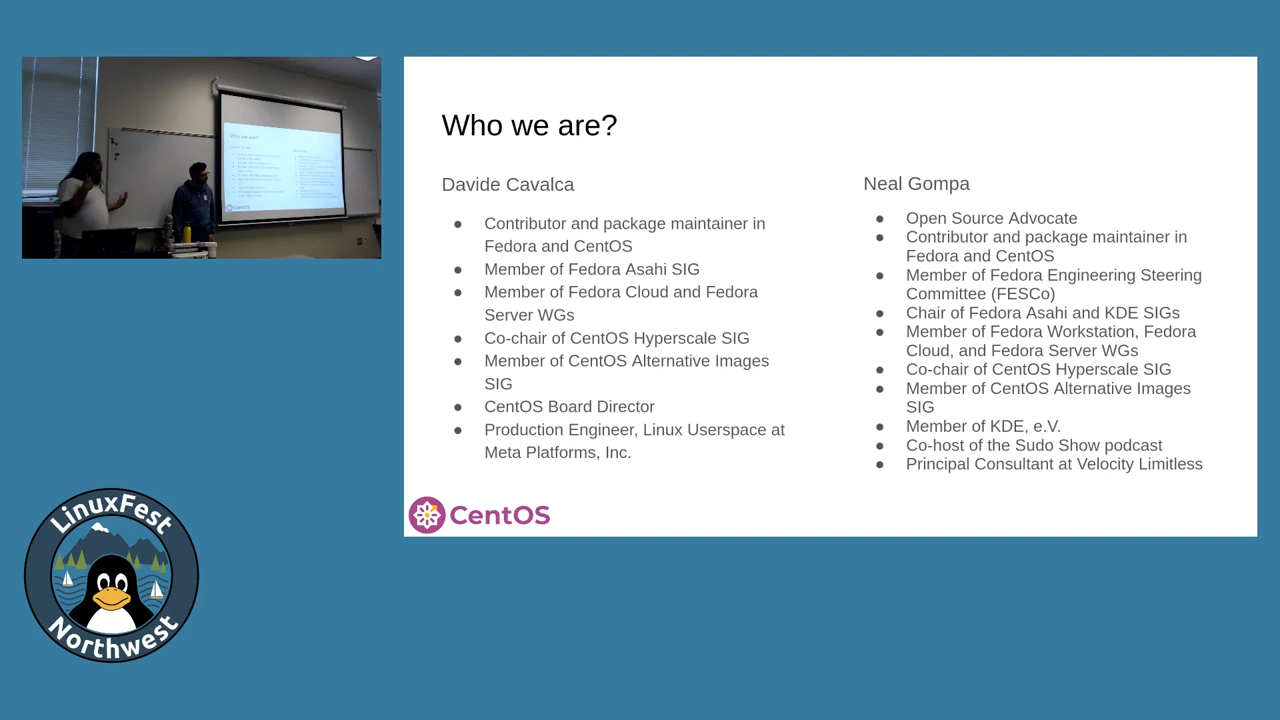 Who we are?
Davide Cavalca
Contributor and package maintainer in
Fedora and CentOS
Member of Fedora Asahi SIG
Member of Fedora Cloud and Fedora
Server WGs
Co-chair of CentOS Hyperscale SIG
Member of CentOS Alternative Images
SIG
CentOS Board Director
Production Engineer, Linux Userspace at
Meta Platforms, Inc.
Neal Gompa
Open Source Advocate
Contributor and package maintainer in
Fedora and CentOS
Member of Fedora Engineering Steering
Committee (FESCo)
Chair of Fedora Asahi and KDE SIGs
Member of Fedora Workstation, Fedora
Cloud, and Fedora Server WGs
Co-chair of CentOS Hyperscale SIG
Member of CentOS Alternative Images
SIG
Member of KDE, e.V.
Co-host of the Sudo Show podcast
Principal Consultant at Velocity Limitless
CentOS
LinuxFest
Northwest
Who we are?